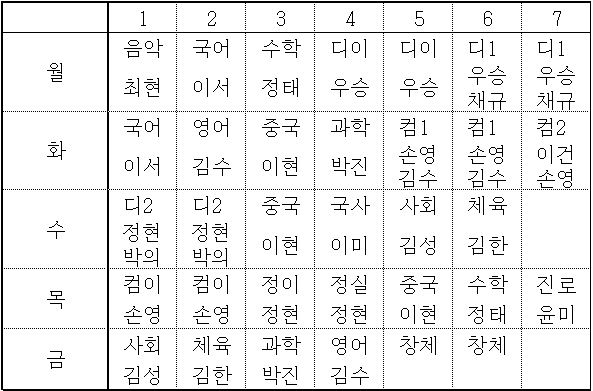 1 2 3 4 5 6 7
음악 국어 수학 디이 디이 디1 디1
월
최현 이서 정태 우승 우승 우승 우승
채규 채규
국어 영어 중국 과학 컴1 컴1 컴2
화
이서 김수 이현 박진 손영 손영 이건
김수 김수 손영
디2 디2 중국 국사 사회 체육
수
정현 정현 이현 이미 김성 김한
박의 박의
컴이 컴이 정이 정실 중국 수학 진로
목
손영 손영 정현 정현 이현 정태 윤미
사회 체육 과학 영어 창체 창체
금
김성 김한 박진 김수